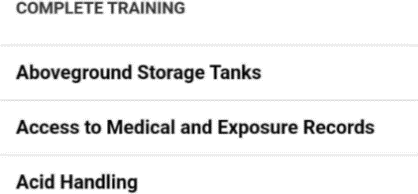 COMPLETE TRAINING
Aboveground Storage Tanks
Access to Medical and Exposure Records
Acid Handling